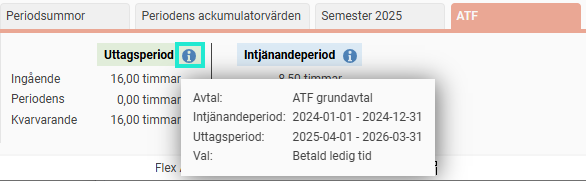 Periodsummor Periodens ackumulatorvärden Semester 2025 ATF
Uttagsperiod Intjänandeperiod
Ingående 16,00 timmar 8,50 timmar
Periodens 0,00 timmar
Kvarvarande 16,00 timmar
Avtal: ATF grundavtal
Intjänandeperiod: 2024-01-01 - 2024-12-31
Uttagsperiod: 2025-04-01 - 2026-03-31
Val: Betald ledig tid
Flex